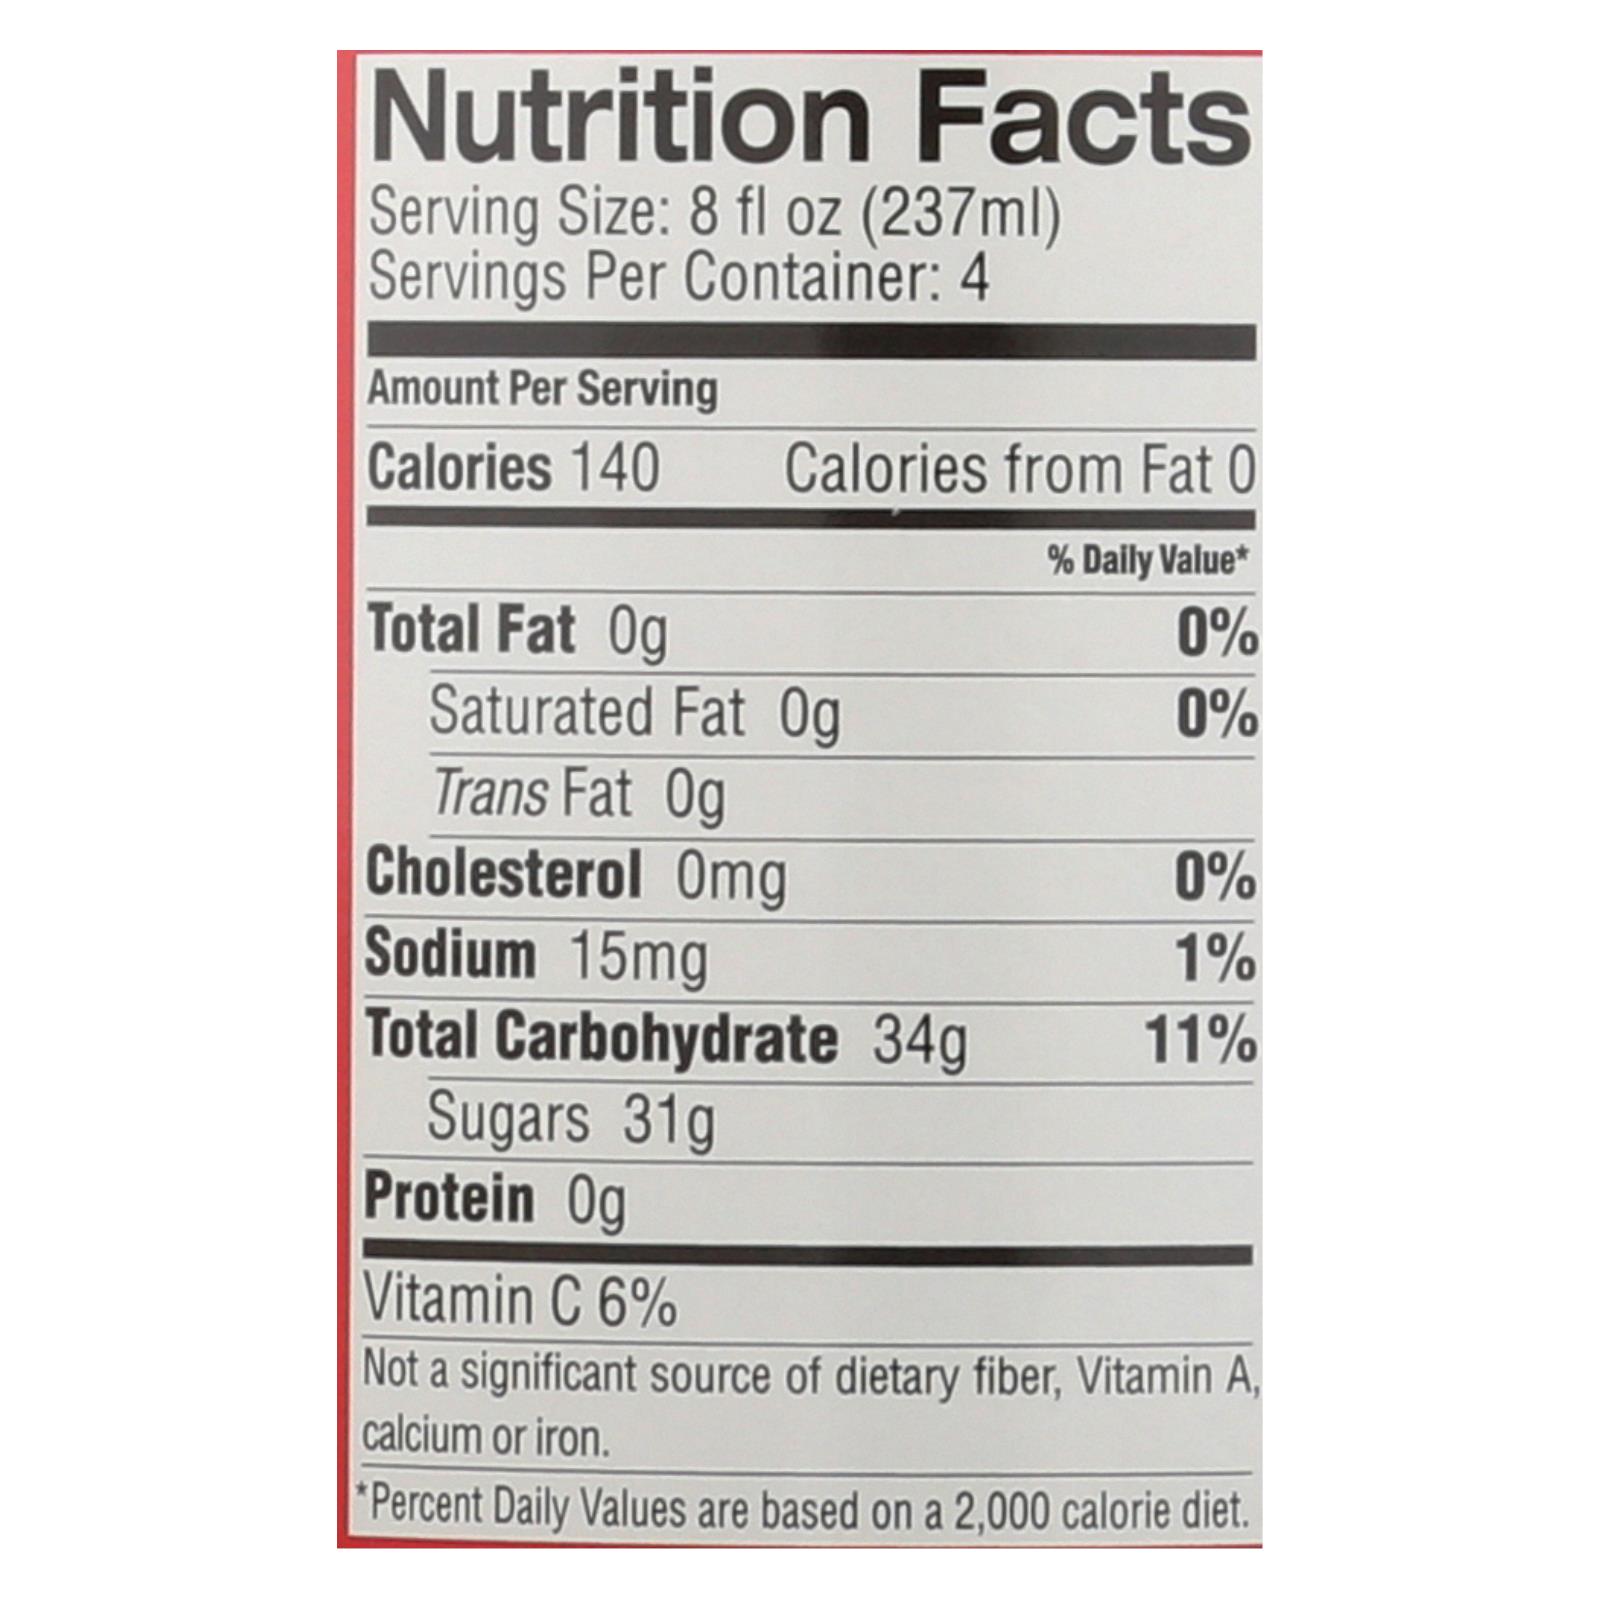 Nutrition Facts
Serving Size: 8 fl oz (237ml)
Servings Per Container: 4
Amount Per Serving
Calories 140 Calories from Fat 0
% Daily Value*
Total Fat 0g 0%
Saturated Fat 0g 0%
Trans Fat 0g
Cholesterol 0mg 0%
Sodium 15mg 1%
Total Carbohydrate 34g 11%
Sugars 31g
Protein 0g
Vitamin C 6%
Not a significant source of dietary fiber, Vitamin A,
calcium or iron.
*Percent Daily Values are based on a 2,000 calorie diet.